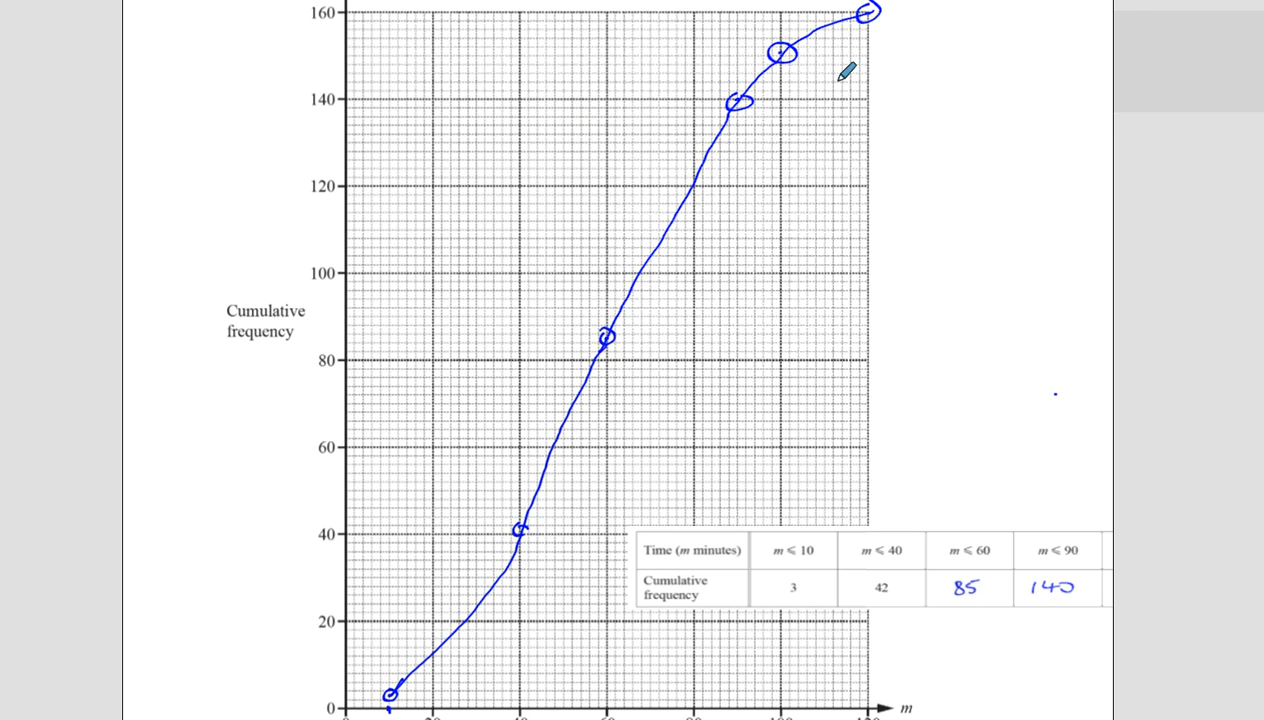 160
140
120
100
Cumulative
frequency
80
60
40
Time (m minutes) m ⩽ 10 m ⩽ 40 m ⩽ 60 m ⩽ 90
Cumulative
frequency 3 42 85 140
20
0 m